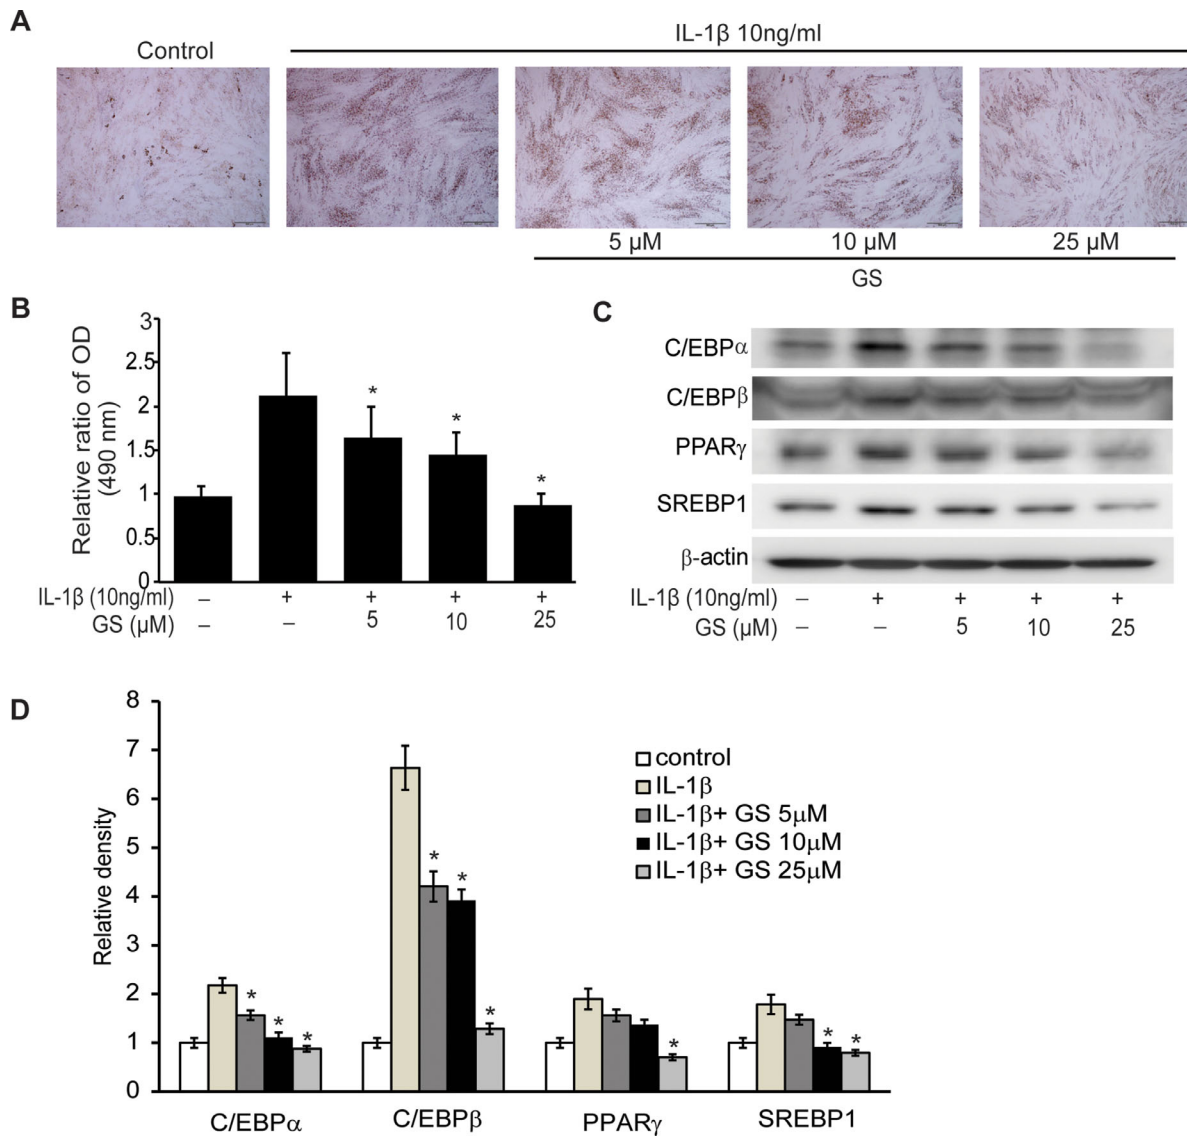 A
IL-1β 10ng/ml
Control
5 µM
10 µM
25 µM
GS
B
Relative ratio of OD
(490 nm)
3
2.5
2
1.5
1
0.5
0
*
*
*
IL-1β (10ng/ml) – + + + +
GS (µM) – – 5 10 25
C
C/EBPα
C/EBPβ
PPARγ
SREBP1
β-actin
IL-1β (10ng/ml) – + + + +
GS (µM) – – 5 10 25
D
Relative density
8
7
6
5
4
3
2
1
0
control
IL-1β
IL-1β+ GS 5µM
IL-1β+ GS 10µM
IL-1β+ GS 25µM
* * *
* * *
*
* *
C/EBPα
C/EBPβ
PPARγ
SREBP1